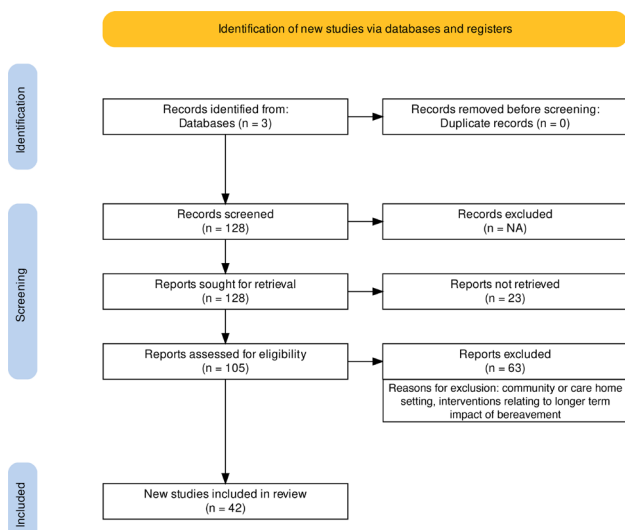 Identification of new studies via databases and registers
Identification
Records identified from:
Databases (n = 3)
Records removed before screening:
Duplicate records (n = 0)
Screening
Records screened
(n = 128)
Records excluded
(n = NA)
Reports sought for retrieval
(n = 128)
Reports not retrieved
(n = 23)
Reports assessed for eligibility
(n = 105)
Reports excluded
(n = 63)
Reasons for exclusion: community or care home
setting, interventions relating to longer term
impact of bereavement
Included
New studies included in review
(n = 42)